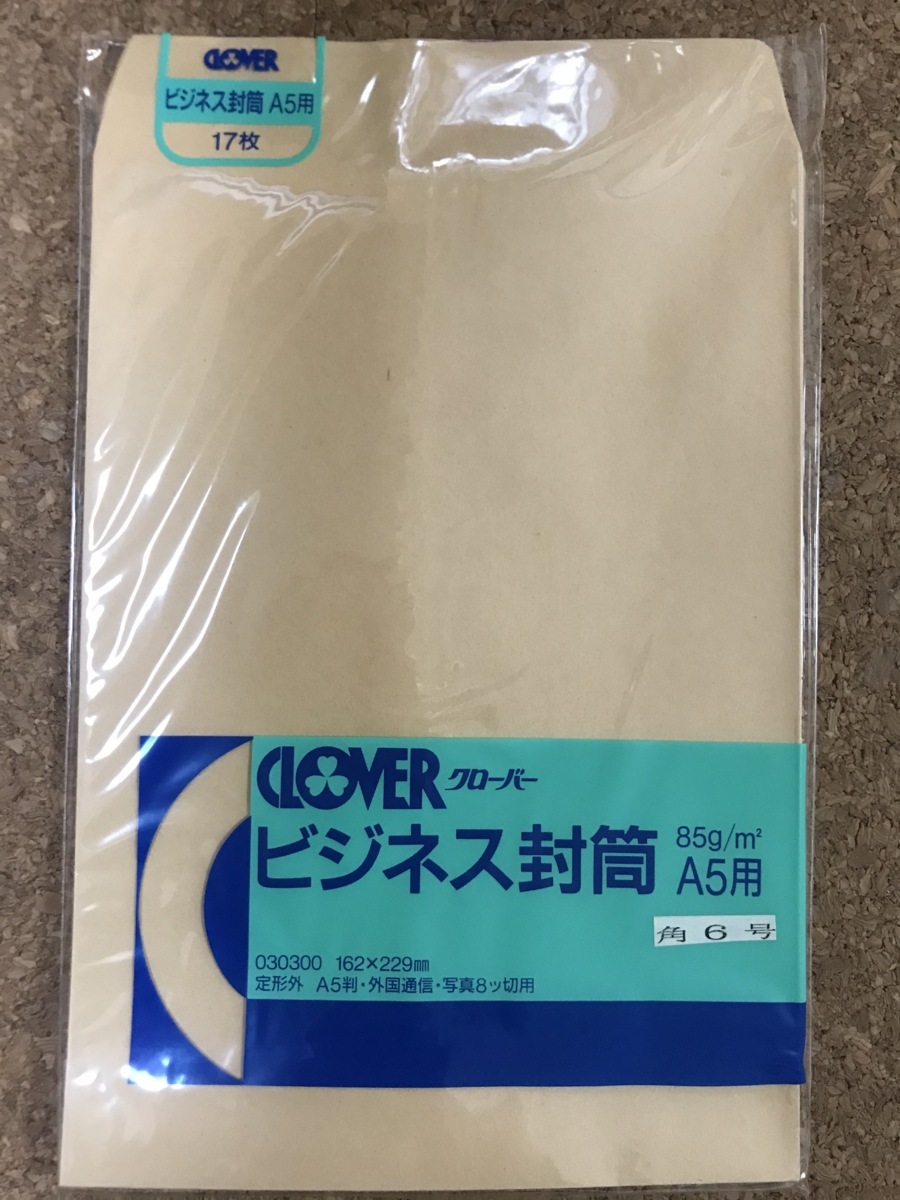 CLOVER
ビジネス封筒 A5用
17枚
CLOVER クローバー
ビジネス封筒 85g/m² A5用
角6号
030300 162×229㎜
定形外 A5判・外国通信・写真8ッ切用